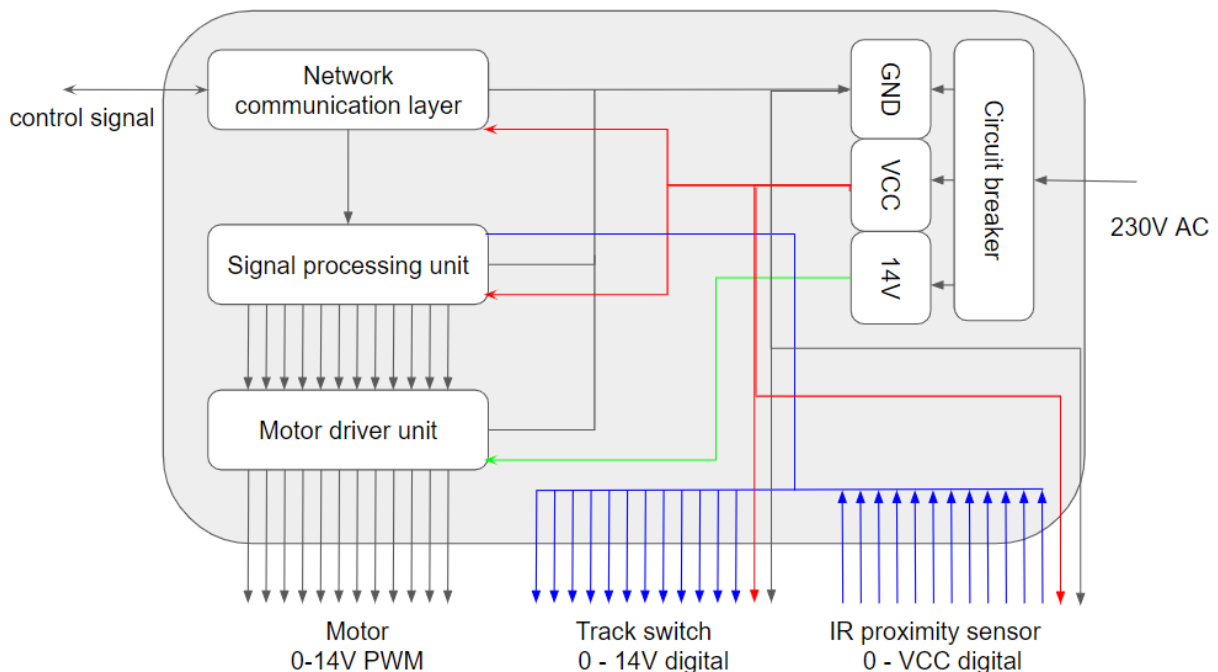 Network
communication layer
control signal
GND
VCC
14V
Circuit breaker
230V AC
Signal processing unit
Motor driver unit
Motor
0-14V PWM
Track switch
0 - 14V digital
IR proximity sensor
0 - VCC digital